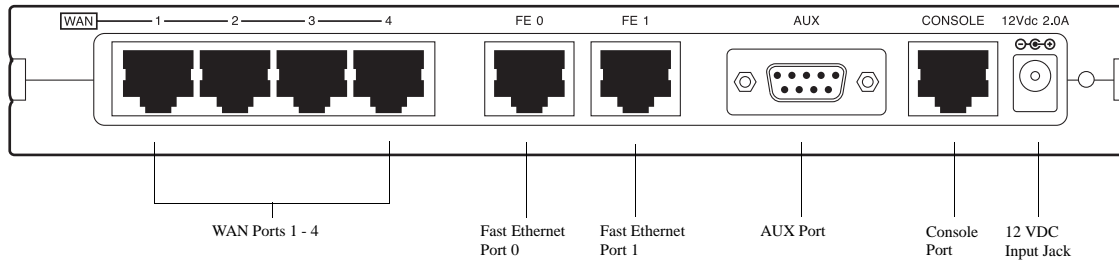 WAN 1 2 3 4 FE 0 FE 1 AUX CONSOLE 12Vdc 2.0A
WAN Ports 1 - 4
Fast Ethernet
Port 0
Fast Ethernet
Port 1
AUX Port
Console
Port
12 VDC
Input Jack